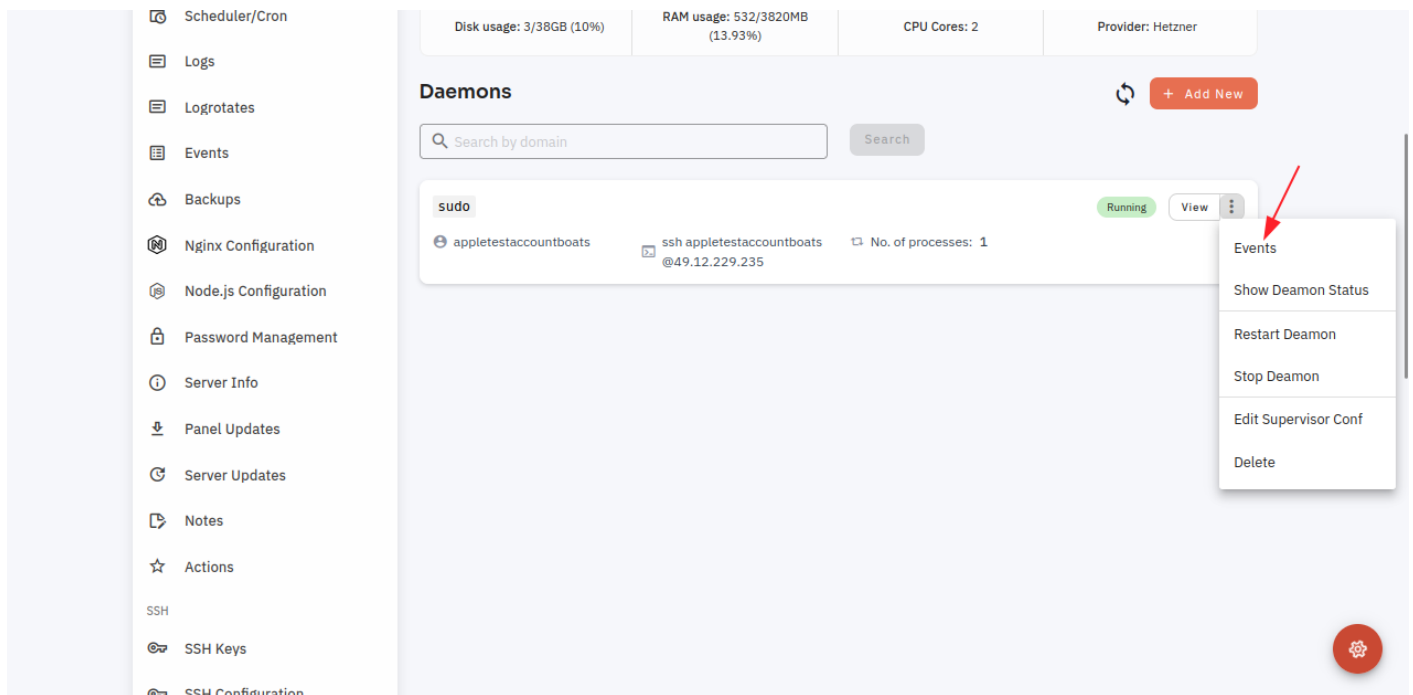 Scheduler/Cron
Logs
Logrotates
Events
Backups
Nginx Configuration
Node.js Configuration
Password Management
Server Info
Panel Updates
Server Updates
Notes
Actions
SSH
SSH Keys
SSH Configuration
Disk usage: 3/38GB (10%)
RAM usage: 532/3820MB
(13.93%)
CPU Cores: 2
Provider: Hetzner
Daemons
+ Add New
Search by domain
Search
sudo
Running
View
appletestaccountboats
ssh appletestaccountboats
@49.12.229.235
No. of processes: 1
Events
Show Deamon Status
Restart Deamon
Stop Deamon
Edit Supervisor Conf
Delete